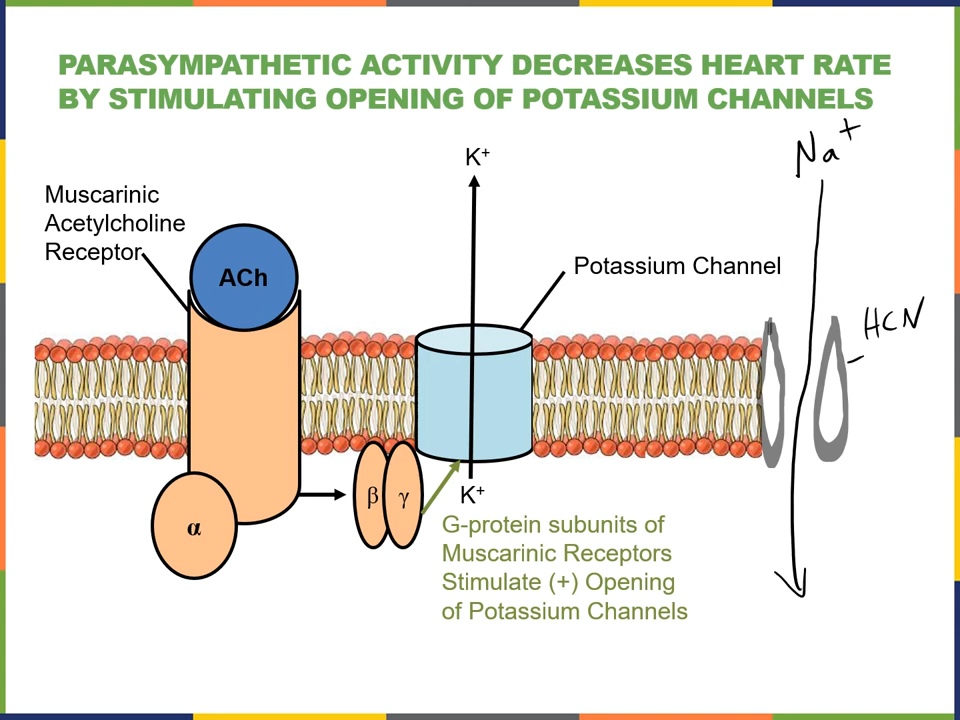 PARASYMPATHETIC ACTIVITY DECREASES HEART RATE
BY STIMULATING OPENING OF POTASSIUM CHANNELS
Na+
K+
Muscarinic
Acetylcholine
Receptor
ACh
Potassium Channel
HCN
β
γ
K+
α
G-protein subunits of
Muscarinic Receptors
Stimulate (+) Opening
of Potassium Channels